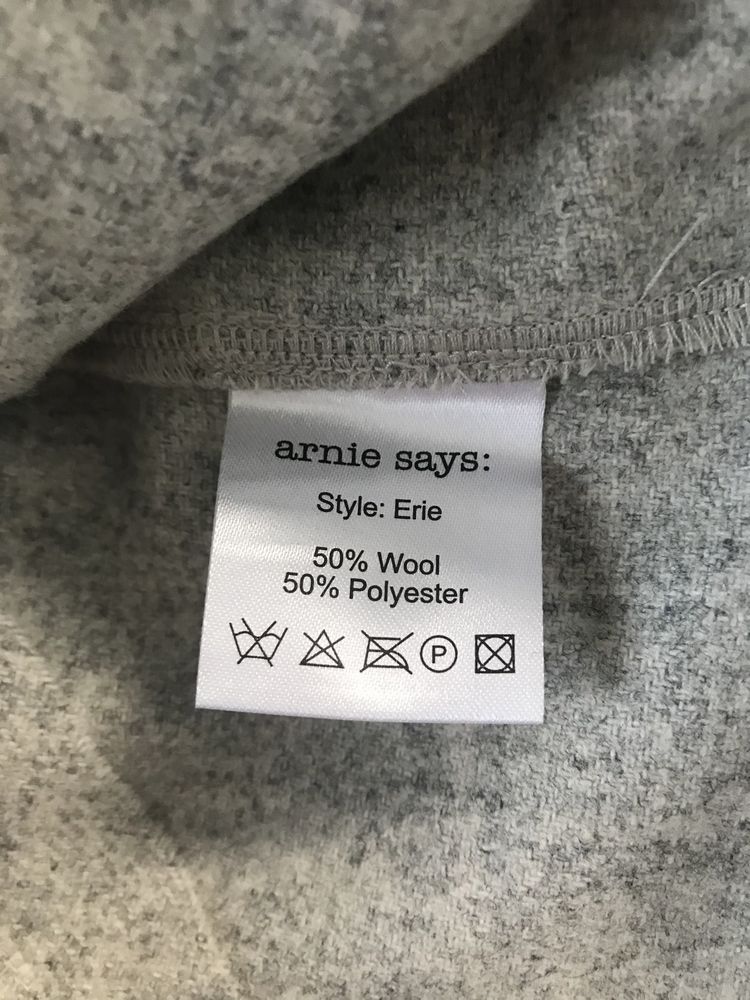 arnie says:
Style: Erie
50% Wool
50% Polyester
P